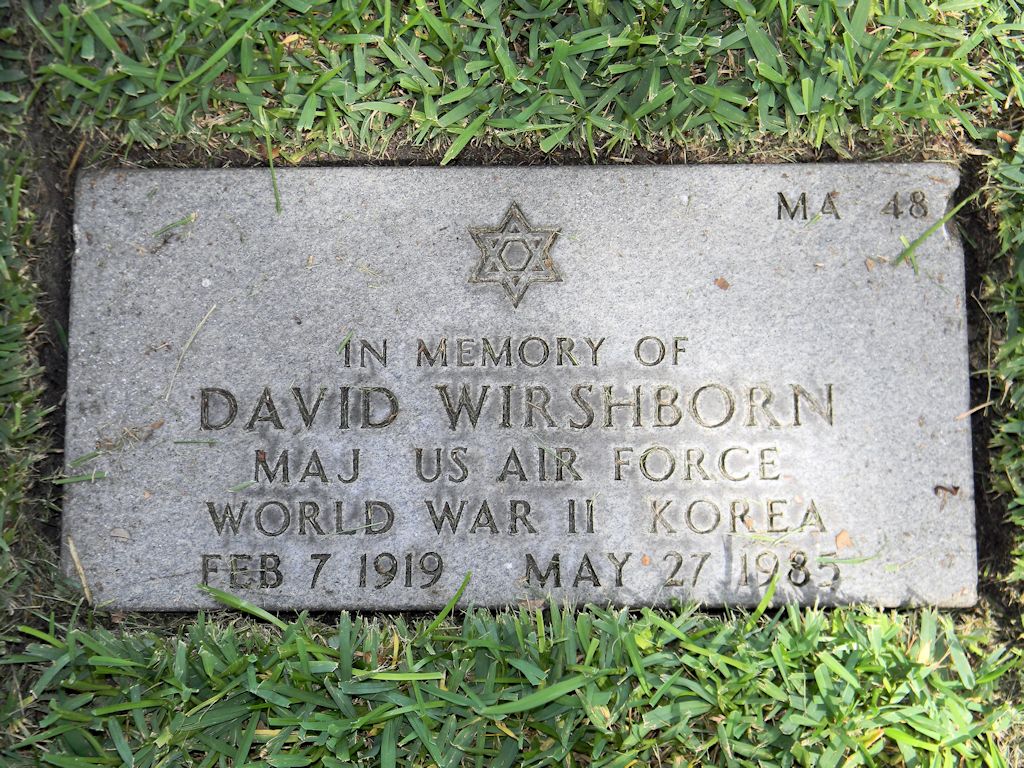 MA 48
IN MEMORY OF
DAVID WIRSHBORN
MAJ US AIR FORCE
WORLD WAR II KOREA
FEB 7 1919 MAY 27 1985